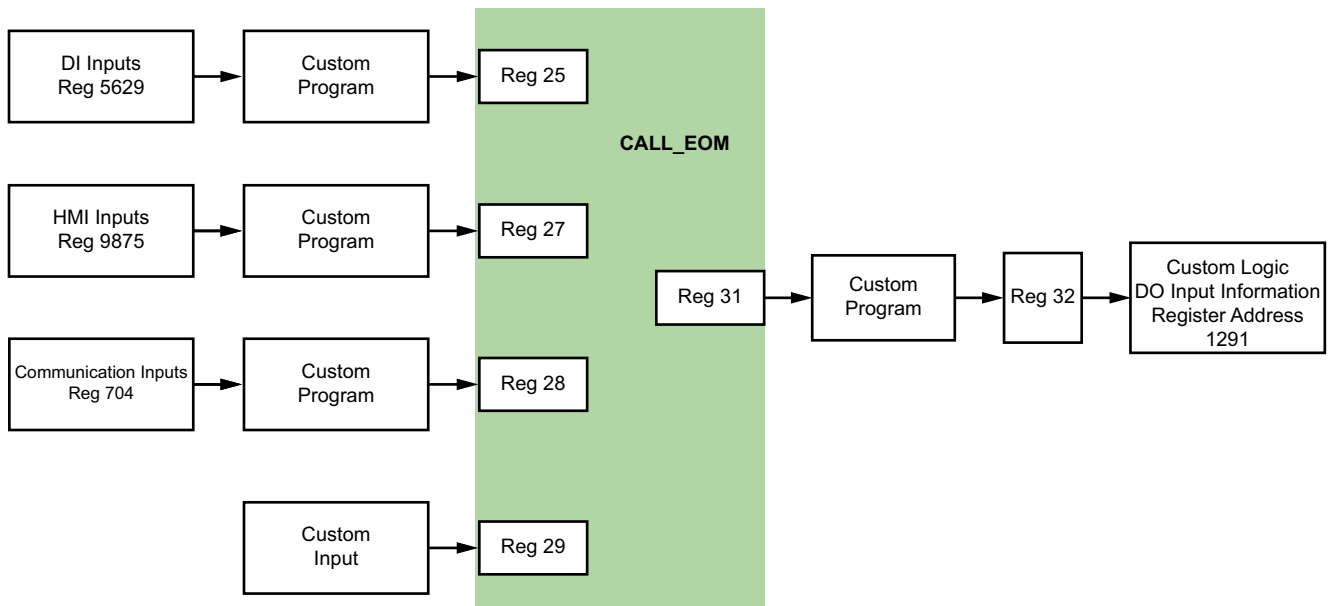 DI Inputs
Reg 5629
Custom
Program
Reg 25
CALL_EOM
HMI Inputs
Reg 9875
Custom
Program
Reg 27
Reg 31
Custom
Program
Reg 32
Custom Logic
DO Input Information
Register Address
1291
Communication Inputs
Reg 704
Custom
Program
Reg 28
Custom
Input
Reg 29